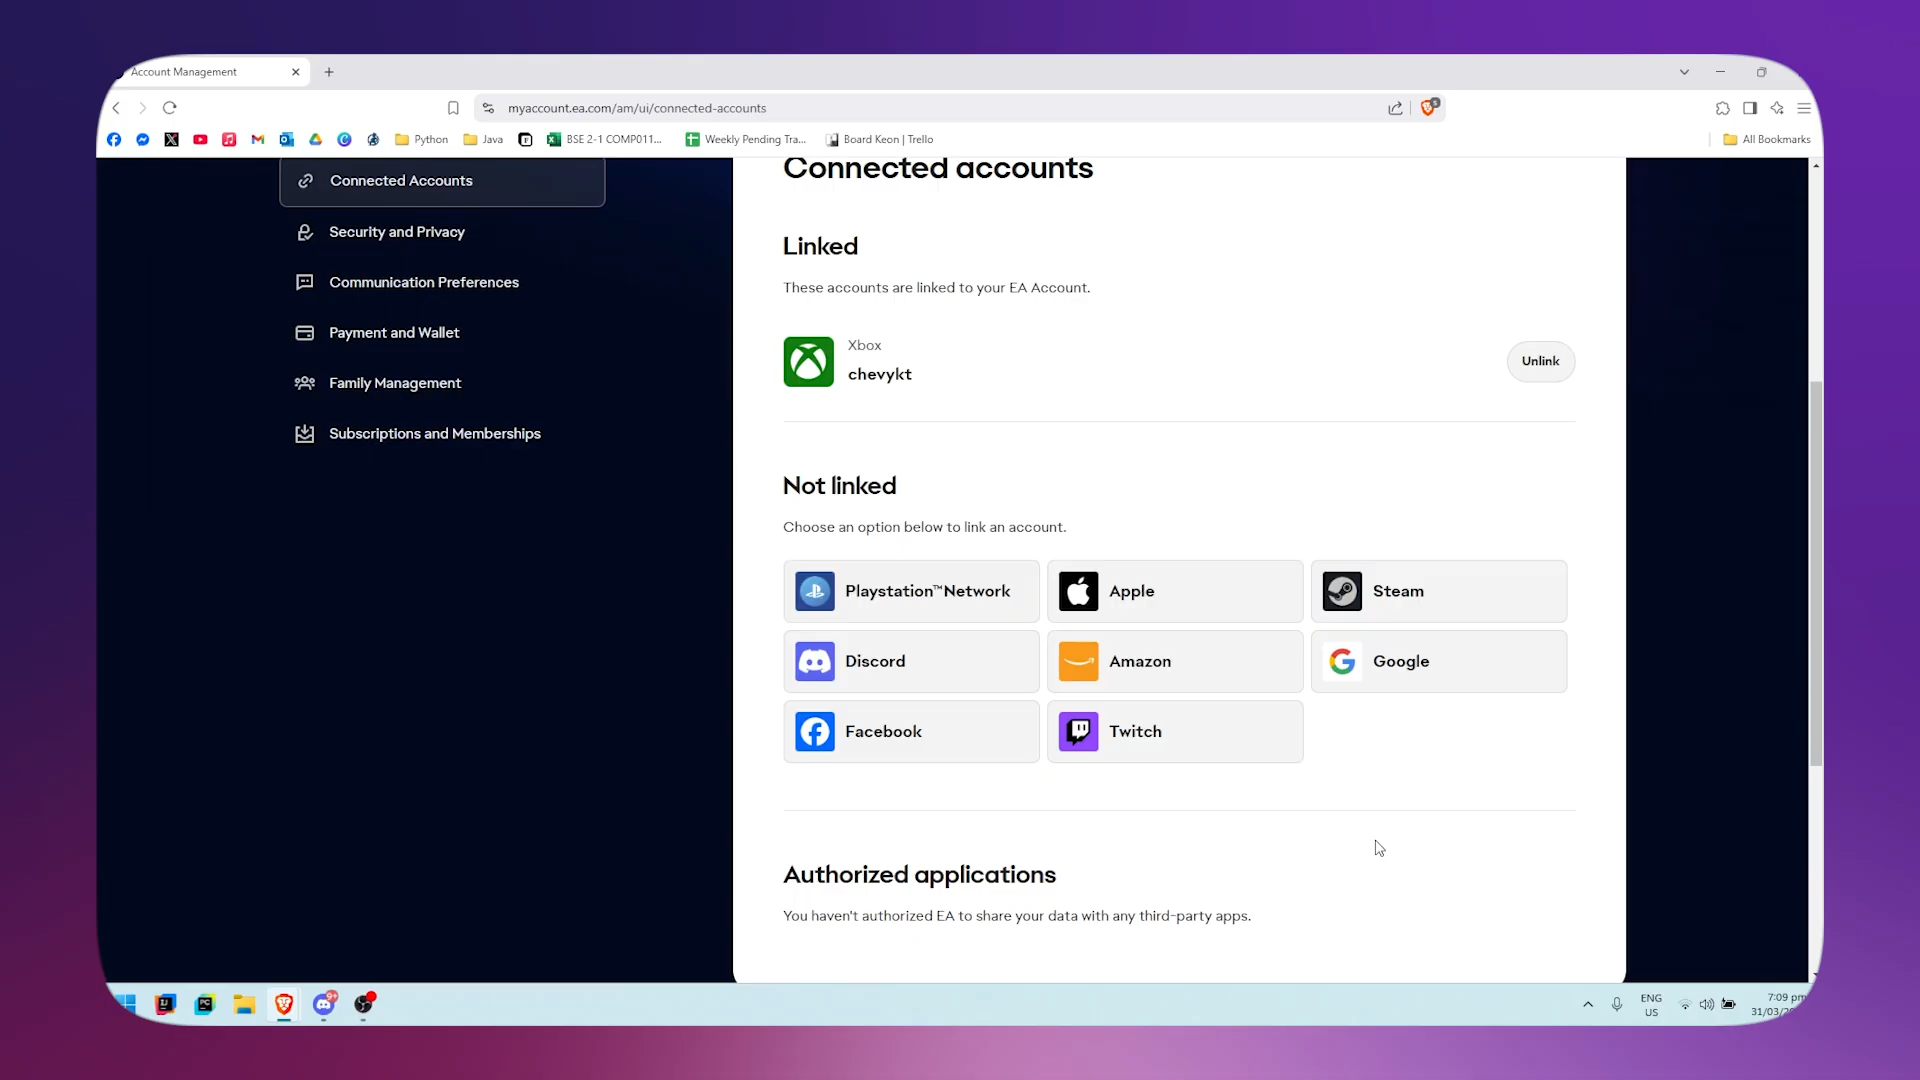 Account Management
myaccount.ea.com/am/ui/connected-accounts
Python
Java
BSE 2-1 COMP011...
Weekly Pending Tra...
Board Keon | Trello
All Bookmarks
Connected Accounts
Security and Privacy
Communication Preferences
Payment and Wallet
Family Management
Subscriptions and Memberships
Connected accounts
Linked
These accounts are linked to your EA Account.
Xbox
chevykt
Unlink
Not linked
Choose an option below to link an account.
Playstation™Network
Apple
Steam
Discord
Amazon
Google
Facebook
Twitch
Authorized applications
You haven't authorized EA to share your data with any third-party apps.
ENG
US
7:09 pm
31/03/2